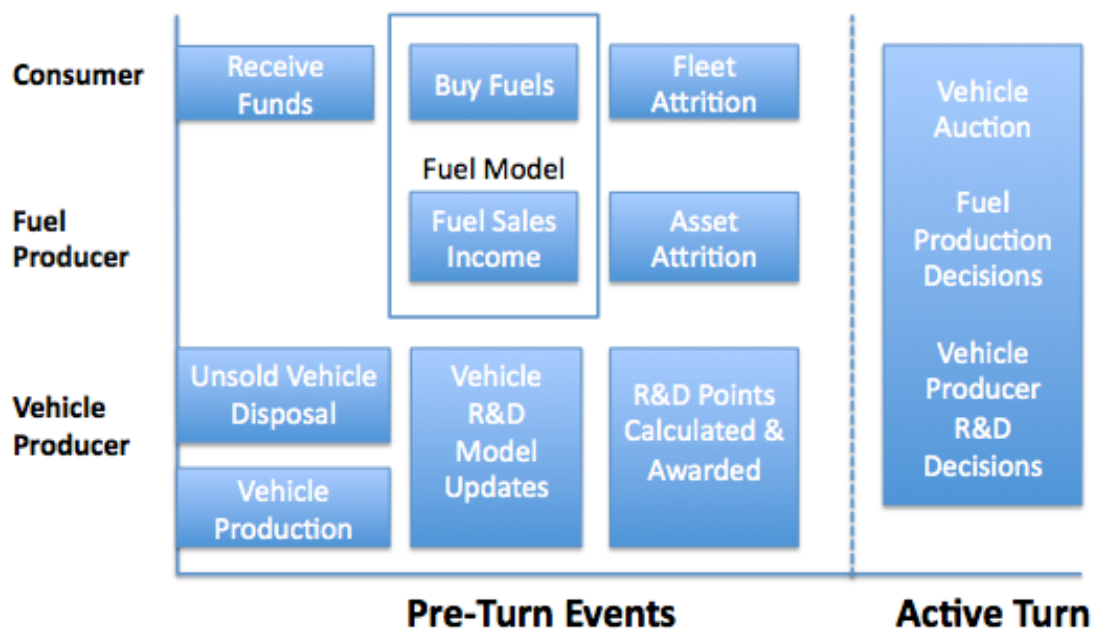 Consumer
Receive
Funds
Buy Fuels
Fleet
Attrition
Fuel Model
Fuel
Producer
Fuel Sales
Income
Asset
Attrition
Vehicle
Producer
Unsold Vehicle
Disposal
Vehicle
Production
Vehicle
R&D
Model
Updates
R&D Points
Calculated &
Awarded
Vehicle
Auction
Fuel
Production
Decisions
Vehicle
Producer
R&D
Decisions
Pre-Turn Events
Active Turn